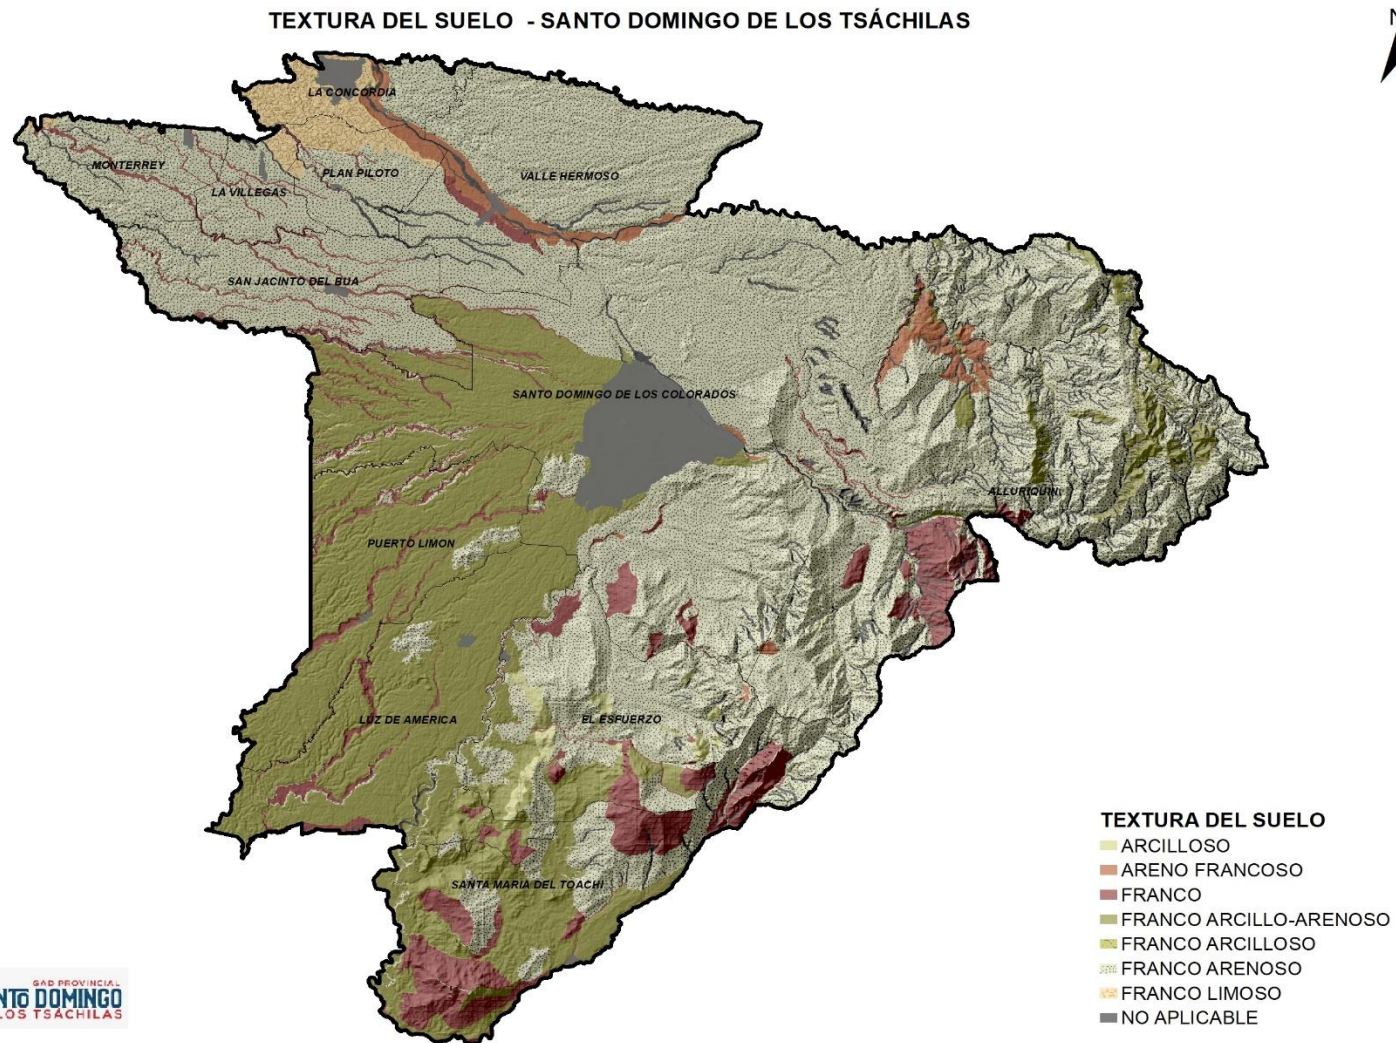 TEXTURA DEL SUELO - SANTO DOMINGO DE LOS TSÁCHILAS
LA CONCORDIA
MONTERREY
LA VILLEGAS
PLAN PILOTO
VALLE HERMOSO
SAN JACINTO DEL BUA
SANTO DOMINGO DE LOS COLORADOS
ALLURIQUIN
PUERTO LIMON
LUZ DE AMERICA
EL ESFUERZO
SANTA MARIA DEL TOACHI
TEXTURA DEL SUELO
ARCILLOSO
ARENO FRANCOSO
FRANCO
FRANCO ARCILLO-ARENOSO
FRANCO ARCILLOSO
FRANCO ARENOSO
FRANCO LIMOSO
NO APLICABLE
GAD PROVINCIAL
NTO DOMINGO
LOS TSÁCHILAS